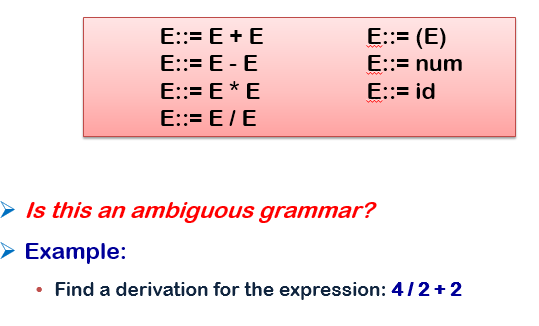 E::= E + E E::= (E)
E::= E - E E::= num
E::= E * E E::= id
E::= E / E
Is this an ambiguous grammar?
Example:
• Find a derivation for the expression: 4 / 2 + 2